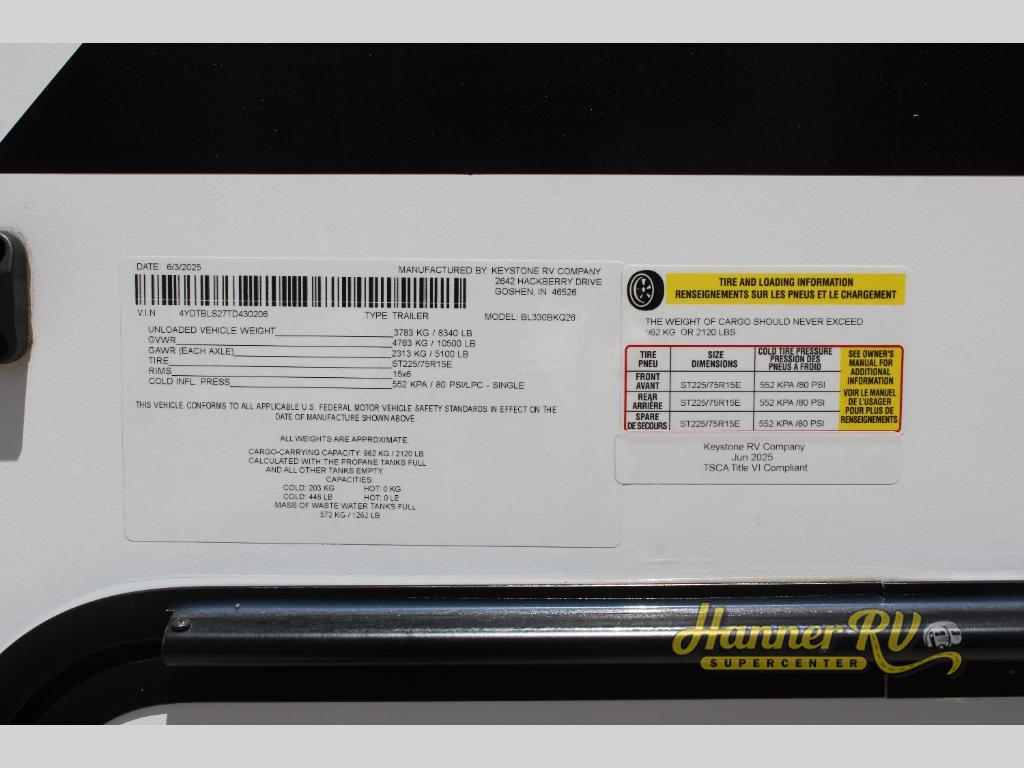 DATE: 6/3/2025
MANUFACTURED BY: KEYSTONE RV COMPANY
2642 HACKBERRY DRIVE
GOSHEN, IN 46526
V.I.N 4YDTBLS27TD430206 TYPE: TRAILER MODEL: BL330BKQ26
UNLOADED VEHICLE WEIGHT 3783 KG / 8340 LB
GVWR 4763 KG / 10500 LB
GAWR (EACH AXLE) 2313 KG / 5100 LB
TIRE ST225/75R15E
RIMS 15x6
COLD INFL. PRESS 552 KPA / 80 PSI/LPC - SINGLE
THIS VEHICLE CONFORMS TO ALL APPLICABLE U.S. FEDERAL MOTOR VEHICLE SAFETY STANDARDS IN EFFECT ON THE
DATE OF MANUFACTURE SHOWN ABOVE
ALL WEIGHTS ARE APPROXIMATE.
CARGO-CARRYING CAPACITY: 962 KG / 2120 LB
CALCULATED WITH THE PROPANE TANKS FULL
AND ALL OTHER TANKS EMPTY.
CAPACITIES:
COLD: 203 KG HOT: 0 KG
COLD: 448 LB HOT: 0 LB
MASS OF WASTE WATER TANKS FULL.
572 KG / 1262 LB
TIRE AND LOADING INFORMATION
RENSEIGNEMENTS SUR LES PNEUS ET LE CHARGEMENT
THE WEIGHT OF CARGO SHOULD NEVER EXCEED
962 KG OR 2120 LBS.
TIRE
PNEU
SIZE
DIMENSIONS
COLD TIRE PRESSURE
PRESSION DES
PNEUS A FROID
FRONT
AVANT
ST225/75R15E
552 KPA /80 PSI
REAR
ARRIÈRE
ST225/75R15E
552 KPA /80 PSI
SPARE
DE SECOURS
ST225/75R15E
552 KPA /80 PSI
SEE OWNER'S
MANUAL FOR
ADDITIONAL
INFORMATION
VOIR LE MANUEL
DE L'USAGER
POUR PLUS DE
RENSEIGNEMENTS
Keystone RV Company
Jun 2025
TSCA Title VI Compliant
Hanner RV
SUPERCENTER